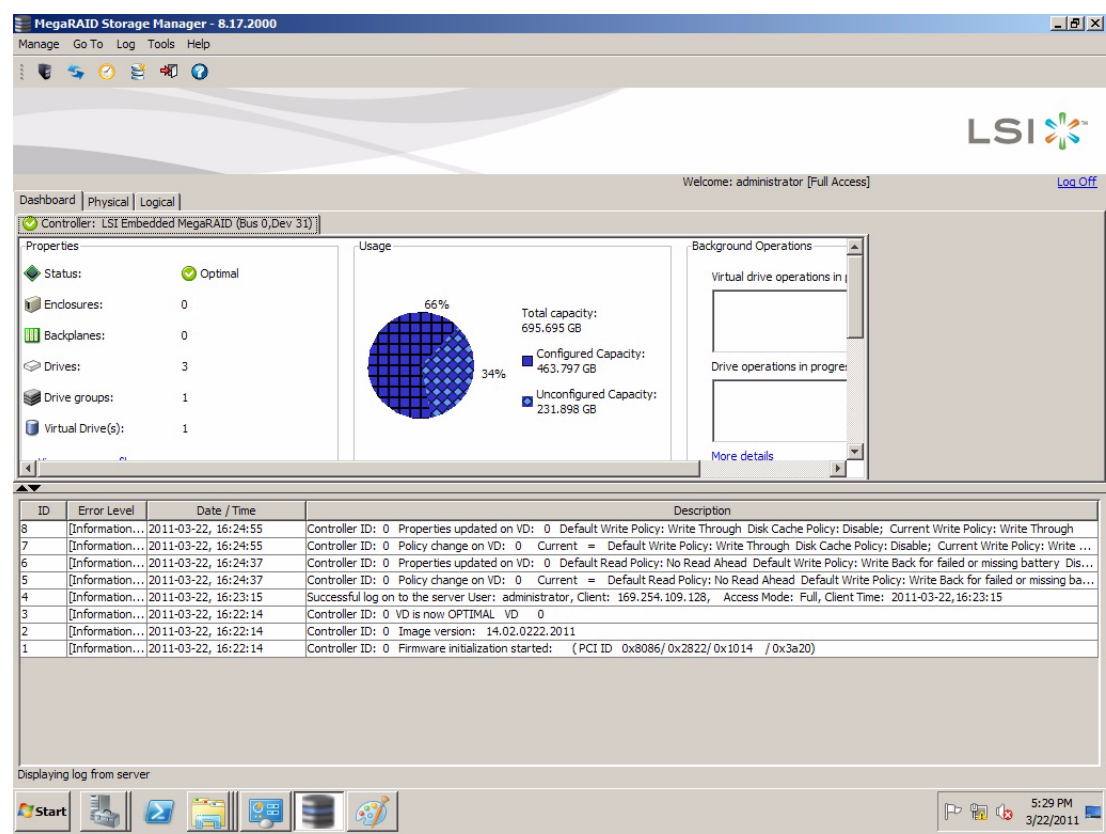 MegaRAID Storage Manager - 8.17.2000
Manage Go To Log Tools Help
LSI
Welcome: administrator [Full Access] Log Off
Dashboard Physical Logical
Controller: LSI Embedded MegaRAID (Bus 0,Dev 31)
Properties
Status: Optimal
Enclosures: 0
Backplanes: 0
Drives: 3
Drive groups: 1
Virtual Drive(s): 1
Usage
66%
34%
Total capacity:
695.695 GB
Configured Capacity:
463.797 GB
Unconfigured Capacity:
231.898 GB
Background Operations
Virtual drive operations in
Drive operations in progre
More details
ID Error Level Date / Time Description
8 [Information... 2011-03-22, 16:24:55 Controller ID: 0 Properties updated on VD: 0 Default Write Policy: Write Through Disk Cache Policy: Disable; Current Write Policy: Write Through
7 [Information... 2011-03-22, 16:24:55 Controller ID: 0 Policy change on VD: 0 Current = Default Write Policy: Write Through Disk Cache Policy: Disable; Current Write Policy: Write ...
6 [Information... 2011-03-22, 16:24:37 Controller ID: 0 Properties updated on VD: 0 Default Read Policy: No Read Ahead Default Write Policy: Write Back for failed or missing battery Dis...
5 [Information... 2011-03-22, 16:24:37 Controller ID: 0 Policy change on VD: 0 Current = Default Read Policy: No Read Ahead Default Write Policy: Write Back for failed or missing ba...
4 [Information... 2011-03-22, 16:23:15 Successful log on to the server User: administrator, Client: 169.254.109.128, Access Mode: Full, Client Time: 2011-03-22,16:23:15
3 [Information... 2011-03-22, 16:22:14 Controller ID: 0 VD is now OPTIMAL VD 0
2 [Information... 2011-03-22, 16:22:14 Controller ID: 0 Image version: 14.02.0222.2011
1 [Information... 2011-03-22, 16:22:14 Controller ID: 0 Firmware initialization started: (PCI ID 0x8086/0x2822/0x1014 /0x3a20)
Displaying log from server
Start
5:29 PM
3/22/2011